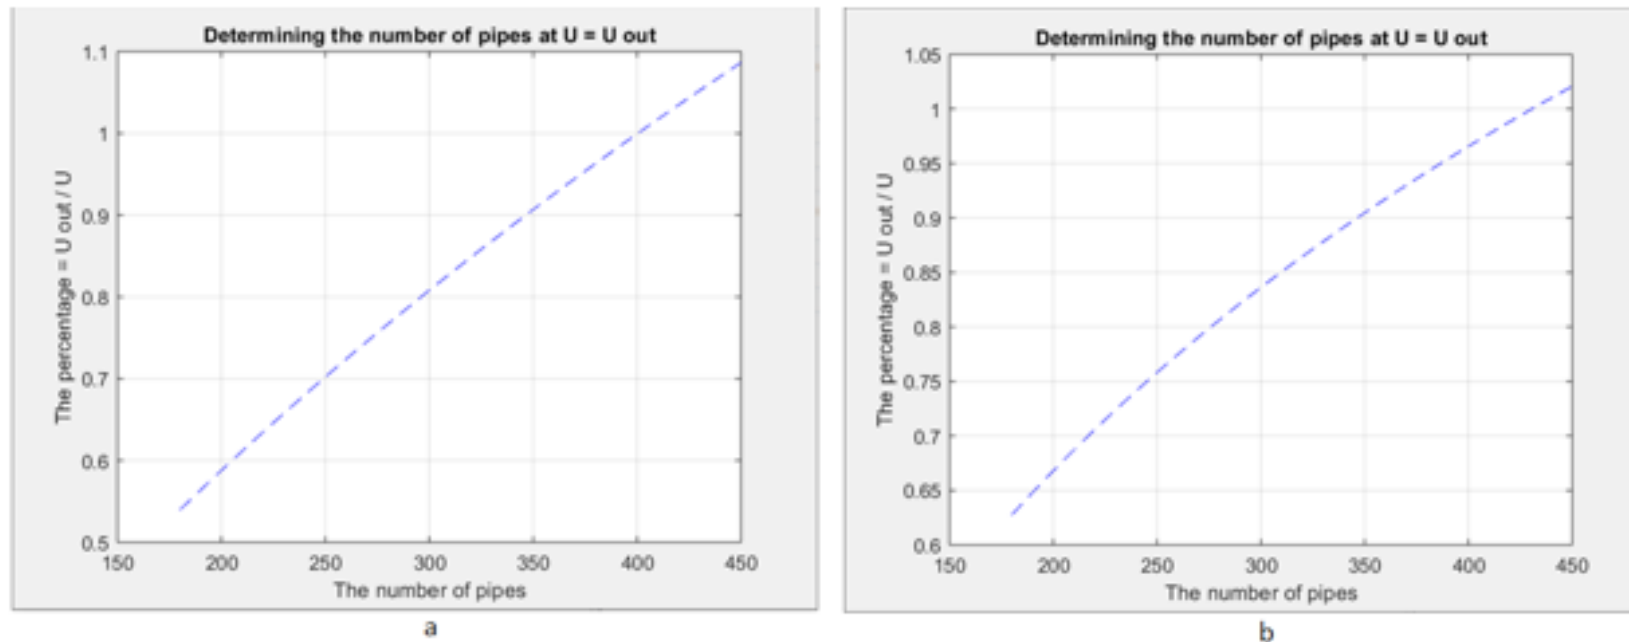 Determining the number of pipes at U = U out
The percentage = U out / U
1.1
1
0.9
0.8
0.7
0.6
0.5
150 200 250 300 350 400 450
The number of pipes
a
Determining the number of pipes at U = U out
The percentage = U out / U
1.05
1
0.95
0.9
0.85
0.8
0.75
0.7
0.65
0.6
150 200 250 300 350 400 450
The number of pipes
b